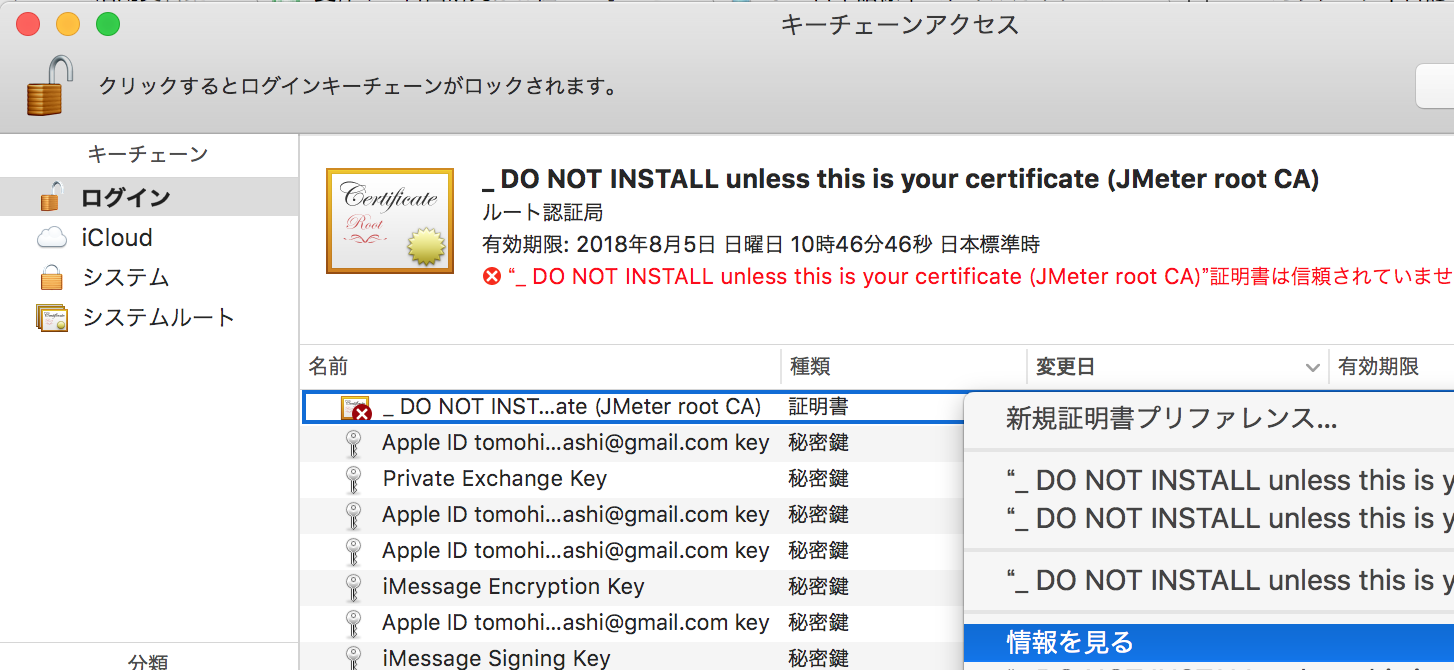 キーチェーンアクセス
クリックするとログインキーチェーンがロックされます。
キーチェーン
ログイン
iCloud
システム
システムルート
分類
Certificate
Root
_ DO NOT INSTALL unless this is your certificate (JMeter root CA)
ルート認証局
有効期限: 2018年8月5日 日曜日 10時46分46秒 日本標準時
“_ DO NOT INSTALL unless this is your certificate (JMeter root CA)”証明書は信頼されていませ
名前 種類 変更日 有効期限
_ DO NOT INST...ate (JMeter root CA) 証明書
Apple ID tomohi...ashi@gmail.com key 秘密鍵
Private Exchange Key 秘密鍵
Apple ID tomohi...ashi@gmail.com key 秘密鍵
Apple ID tomohi...ashi@gmail.com key 秘密鍵
iMessage Encryption Key 秘密鍵
Apple ID tomohi...ashi@gmail.com key 秘密鍵
iMessage Signing Key 秘密鍵
新規証明書プリファレンス...
“_ DO NOT INSTALL unless this is y
“_ DO NOT INSTALL unless this is y
“_ DO NOT INSTALL unless this is y
情報を見る